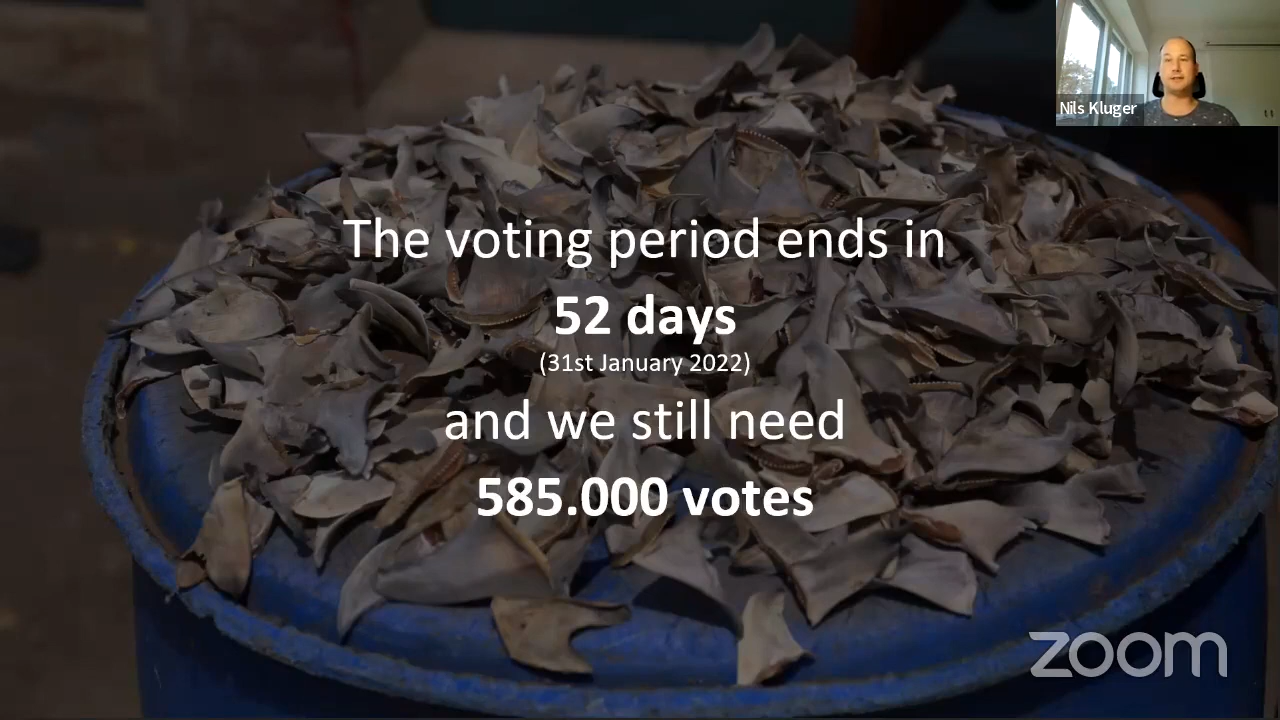 Nils Kluger
The voting period ends in
52 days
(31st January 2022)
and we still need
585.000 votes
zoom